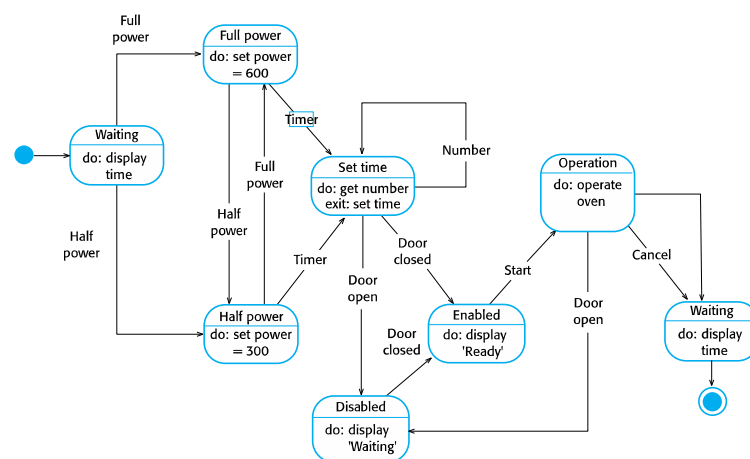 Full
power
Full power
do: set power
= 600
Timer
Waiting
do: display
time
Number
Full
power
Set time
do: get number
exit: set time
Operation
do: operate
oven
Half
power
Half
power
Timer
Door
closed
Door
open
Start
Cancel
Door
open
Half power
do: set power
= 300
Enabled
do: display
'Ready'
Waiting
do: display
time
Door
closed
Disabled
do: display
'Waiting'